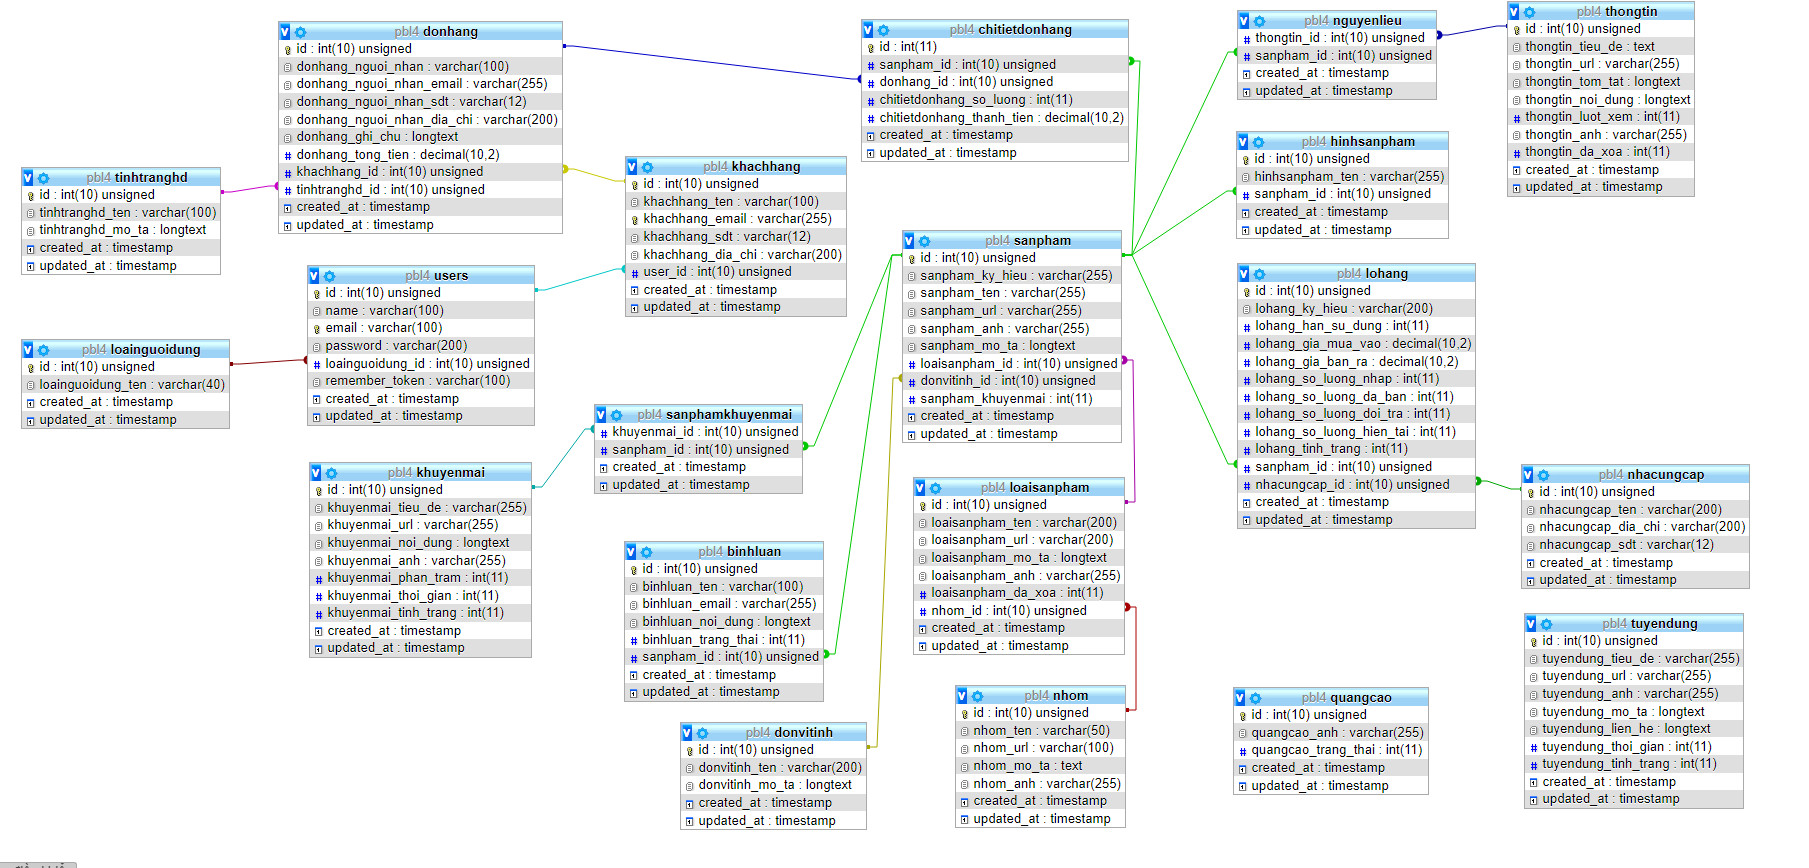 pbl4 donhang
id : int(10) unsigned
donhang_nguoi_nhan : varchar(100)
donhang_nguoi_nhan_email : varchar(255)
donhang_nguoi_nhan_sdt : varchar(12)
donhang_nguoi_nhan_dia_chi : varchar(200)
donhang_ghi_chu : longtext
donhang_tong_tien : decimal(10,2)
khachhang_id : int(10) unsigned
tinhtranghd_id : int(10) unsigned
created_at : timestamp
updated_at : timestamp
pbl4 chitietdonhang
id : int(11)
sanpham_id : int(10) unsigned
donhang_id : int(10) unsigned
chitietdonhang_so_luong : int(11)
chitietdonhang_thanh_tien : decimal(10,2)
created_at : timestamp
updated_at : timestamp
pbl4 nguyenlieu
thongtin_id : int(10) unsigned
sanpham_id : int(10) unsigned
created_at : timestamp
updated_at : timestamp
pbl4 thongtin
id : int(10) unsigned
thongtin_tieu_de : text
thongtin_url : varchar(255)
thongtin_tom_tat : longtext
thongtin_noi_dung : longtext
thongtin_luot_xem : int(11)
thongtin_anh : varchar(255)
thongtin_da_xoa : int(11)
created_at : timestamp
updated_at : timestamp
pbl4 tinhtranghd
id : int(10) unsigned
tinhtranghd_ten : varchar(100)
tinhtranghd_mo_ta : longtext
created_at : timestamp
updated_at : timestamp
pbl4 khachhang
id : int(10) unsigned
khachhang_ten : varchar(100)
khachhang_email : varchar(255)
khachhang_sdt : varchar(12)
khachhang_dia_chi : varchar(200)
user_id : int(10) unsigned
created_at : timestamp
updated_at : timestamp
pbl4 hinhsanpham
id : int(10) unsigned
hinhsanpham_ten : varchar(255)
sanpham_id : int(10) unsigned
created_at : timestamp
updated_at : timestamp
pbl4 users
id : int(10) unsigned
name : varchar(100)
email : varchar(100)
password : varchar(200)
loainguoidung_id : int(10) unsigned
remember_token : varchar(100)
created_at : timestamp
updated_at : timestamp
pbl4 sanpham
id : int(10) unsigned
sanpham_ky_hieu : varchar(255)
sanpham_ten : varchar(255)
sanpham_url : varchar(255)
sanpham_anh : varchar(255)
sanpham_mo_ta : longtext
loaisanpham_id : int(10) unsigned
donvitinh_id : int(10) unsigned
sanpham_khuyenmai : int(11)
created_at : timestamp
updated_at : timestamp
pbl4 lohang
id : int(10) unsigned
lohang_ky_hieu : varchar(200)
lohang_han_su_dung : int(11)
lohang_gia_mua_vao : decimal(10,2)
lohang_gia_ban_ra : decimal(10,2)
lohang_so_luong_nhap : int(11)
lohang_so_luong_da_ban : int(11)
lohang_so_luong_doi_tra : int(11)
lohang_so_luong_hien_tai : int(11)
lohang_tinh_trang : int(11)
sanpham_id : int(10) unsigned
nhacungcap_id : int(10) unsigned
created_at : timestamp
updated_at : timestamp
pbl4 loainguoidung
id : int(10) unsigned
loainguoidung_ten : varchar(40)
created_at : timestamp
updated_at : timestamp
pbl4 sanphamkhuyenmai
khuyenmai_id : int(10) unsigned
sanpham_id : int(10) unsigned
created_at : timestamp
updated_at : timestamp
pbl4 khuyenmai
id : int(10) unsigned
khuyenmai_tieu_de : varchar(255)
khuyenmai_url : varchar(255)
khuyenmai_noi_dung : longtext
khuyenmai_anh : varchar(255)
khuyenmai_phan_tram : int(11)
khuyenmai_thoi_gian : int(11)
khuyenmai_tinh_trang : int(11)
created_at : timestamp
updated_at : timestamp
pbl4 loaisanpham
id : int(10) unsigned
loaisanpham_ten : varchar(200)
loaisanpham_url : varchar(200)
loaisanpham_mo_ta : longtext
loaisanpham_anh : varchar(255)
loaisanpham_da_xoa : int(11)
nhom_id : int(10) unsigned
created_at : timestamp
updated_at : timestamp
pbl4 nhacungcap
id : int(10) unsigned
nhacungcap_ten : varchar(200)
nhacungcap_dia_chi : varchar(200)
nhacungcap_sdt : varchar(12)
created_at : timestamp
updated_at : timestamp
pbl4 binhluan
id : int(10) unsigned
binhluan_ten : varchar(100)
binhluan_email : varchar(255)
binhluan_noi_dung : longtext
binhluan_trang_thai : int(11)
sanpham_id : int(10) unsigned
created_at : timestamp
updated_at : timestamp
pbl4 tuyendung
id : int(10) unsigned
tuyendung_tieu_de : varchar(255)
tuyendung_url : varchar(255)
tuyendung_anh : varchar(255)
tuyendung_mo_ta : longtext
tuyendung_lien_he : longtext
tuyendung_thoi_gian : int(11)
tuyendung_tinh_trang : int(11)
created_at : timestamp
updated_at : timestamp
pbl4 nhom
id : int(10) unsigned
nhom_ten : varchar(50)
nhom_url : varchar(100)
nhom_mo_ta : text
nhom_anh : varchar(255)
created_at : timestamp
updated_at : timestamp
pbl4 quangcao
id : int(10) unsigned
quangcao_anh : varchar(255)
quangcao_trang_thai : int(11)
created_at : timestamp
updated_at : timestamp
pbl4 donvitinh
id : int(10) unsigned
donvitinh_ten : varchar(200)
donvitinh_mo_ta : longtext
created_at : timestamp
updated_at : timestamp